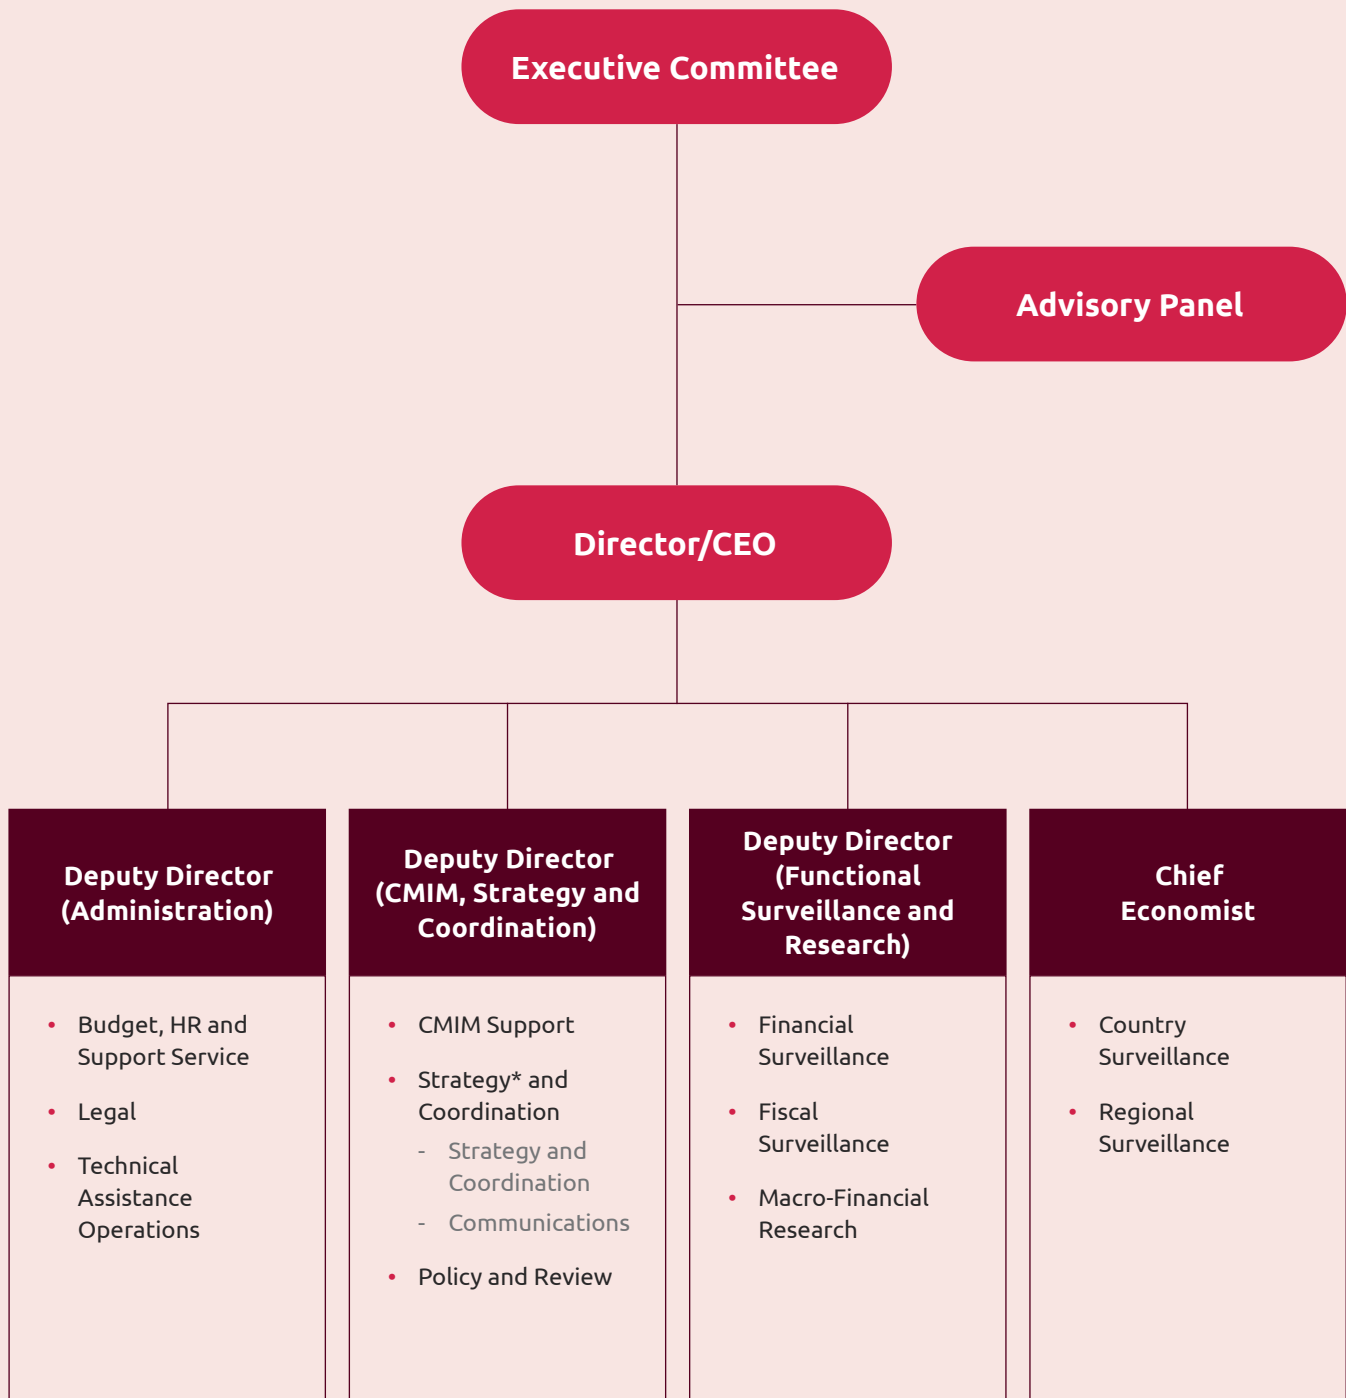 Executive Committee
Advisory Panel
Director/CEO
Deputy Director
(Administration)
• Budget, HR and
Support Service
• Legal
• Technical
Assistance
Operations
Deputy Director
(CMIM, Strategy and
Coordination)
• CMIM Support
• Strategy* and
Coordination
- Strategy and
Coordination
- Communications
• Policy and Review
Deputy Director
(Functional
Surveillance and
Research)
• Financial
Surveillance
• Fiscal
Surveillance
• Macro-Financial
Research
Chief
Economist
• Country
Surveillance
• Regional
Surveillance